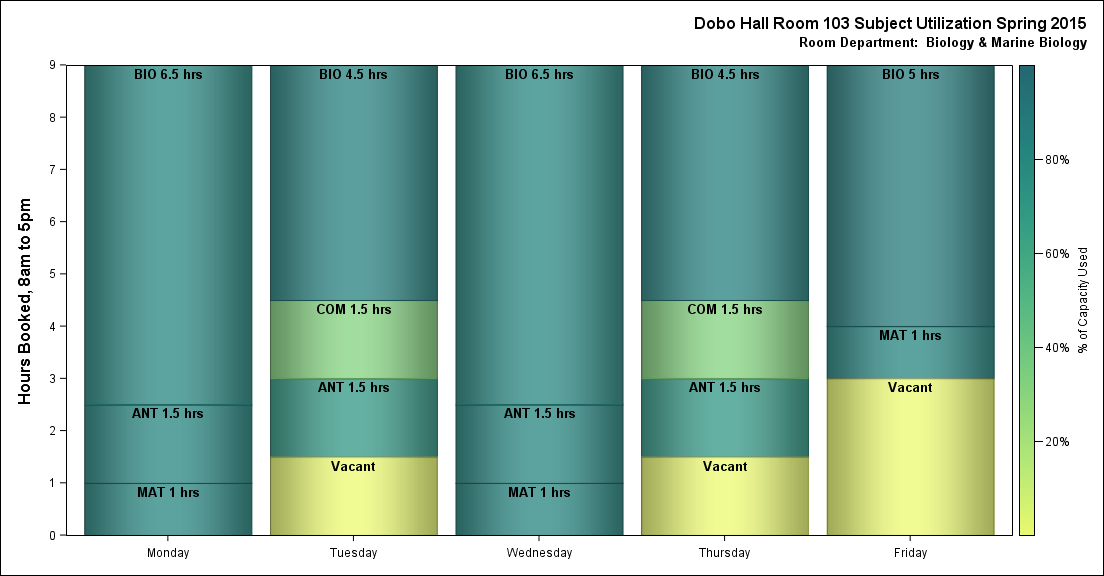 Dobo Hall Room 103 Subject Utilization Spring 2015
Room Department: Biology & Marine Biology
Hours Booked, 8am to 5pm
9
8
7
6
5
4
3
2
1
0
BIO 6.5 hrs
ANT 1.5 hrs
MAT 1 hrs
BIO 4.5 hrs
COM 1.5 hrs
ANT 1.5 hrs
Vacant
BIO 6.5 hrs
ANT 1.5 hrs
MAT 1 hrs
BIO 4.5 hrs
COM 1.5 hrs
ANT 1.5 hrs
Vacant
BIO 5 hrs
MAT 1 hrs
Vacant
Monday
Tuesday
Wednesday
Thursday
Friday
80%
60%
40%
20%
% of Capacity Used